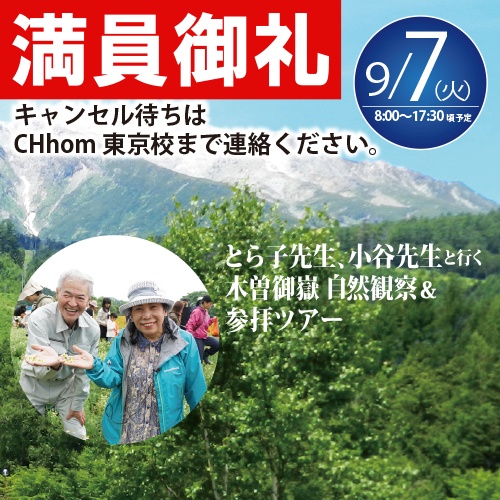 満員御礼
9/7(火)
8:00〜17:30頃予定
キャンセル待ちは
CHhom 東京校まで連絡ください。
とら子先生、小谷先生と行く
木曽御嶽 自然観察&
参拝ツアー